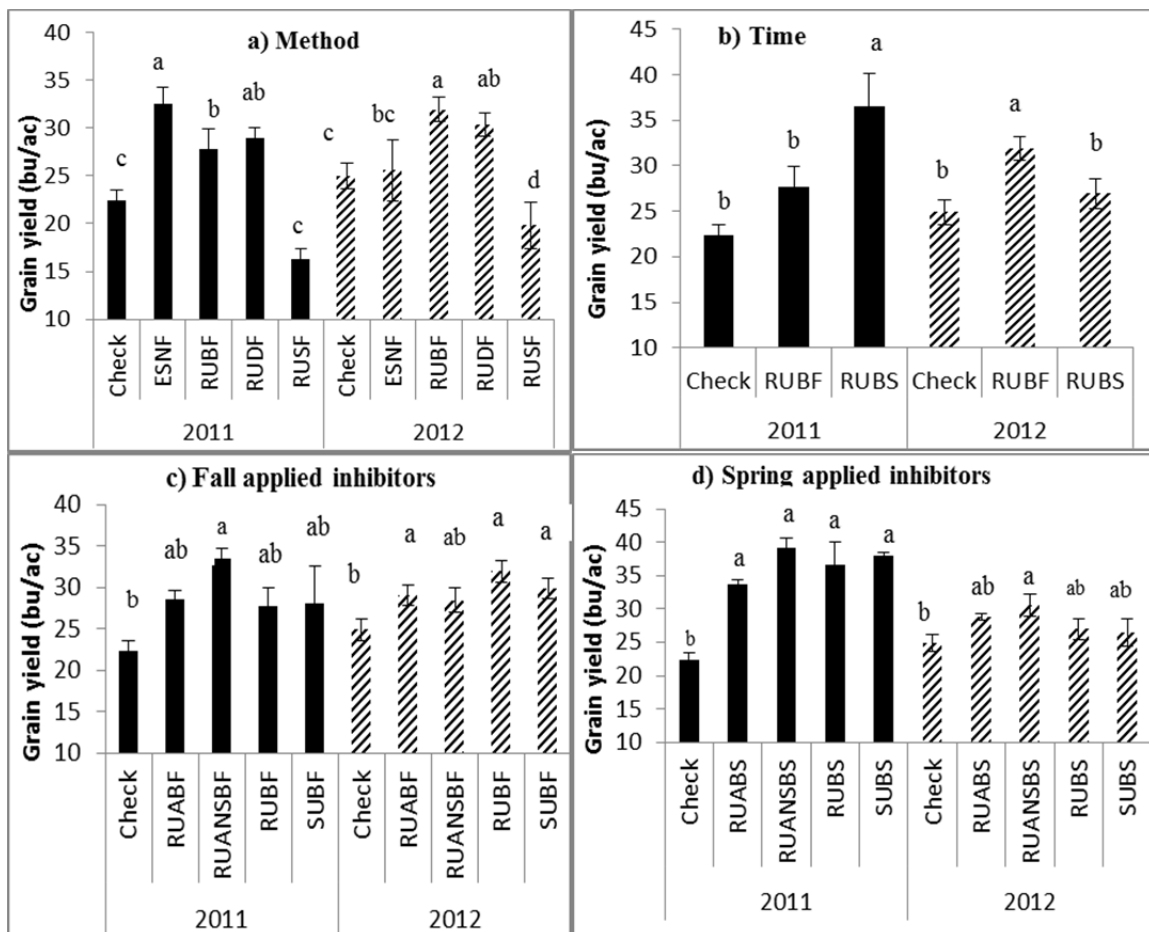 a) Method
Grain yield (bu/ac)
40
35
30
25
20
15
10
c
a
b
ab
c
c
bc
a
ab
d
Check
ESNF
RUBF
RUDF
RUSF
Check
ESNF
RUBF
RUDF
RUSF
2011
2012
b) Time
Grain yield (bu/ac)
45
40
35
30
25
20
15
10
b
b
a
b
a
b
Check
RUBF
RUBS
Check
RUBF
RUBS
2011
2012
c) Fall applied inhibitors
Grain yield (bu/ac)
40
35
30
25
20
15
10
b
ab
a
ab
ab
b
a
ab
a
a
Check
RUABF
RUANSBF
RUBF
SUBF
Check
RUABF
RUANSBF
RUBF
SUBF
2011
2012
d) Spring applied inhibitors
Grain yield (bu/ac)
45
40
35
30
25
20
15
10
b
a
a
a
a
b
ab
a
ab
ab
Check
RUABS
RUANSBS
RUBS
SUBS
Check
RUABS
RUANSBS
RUBS
SUBS
2011
2012